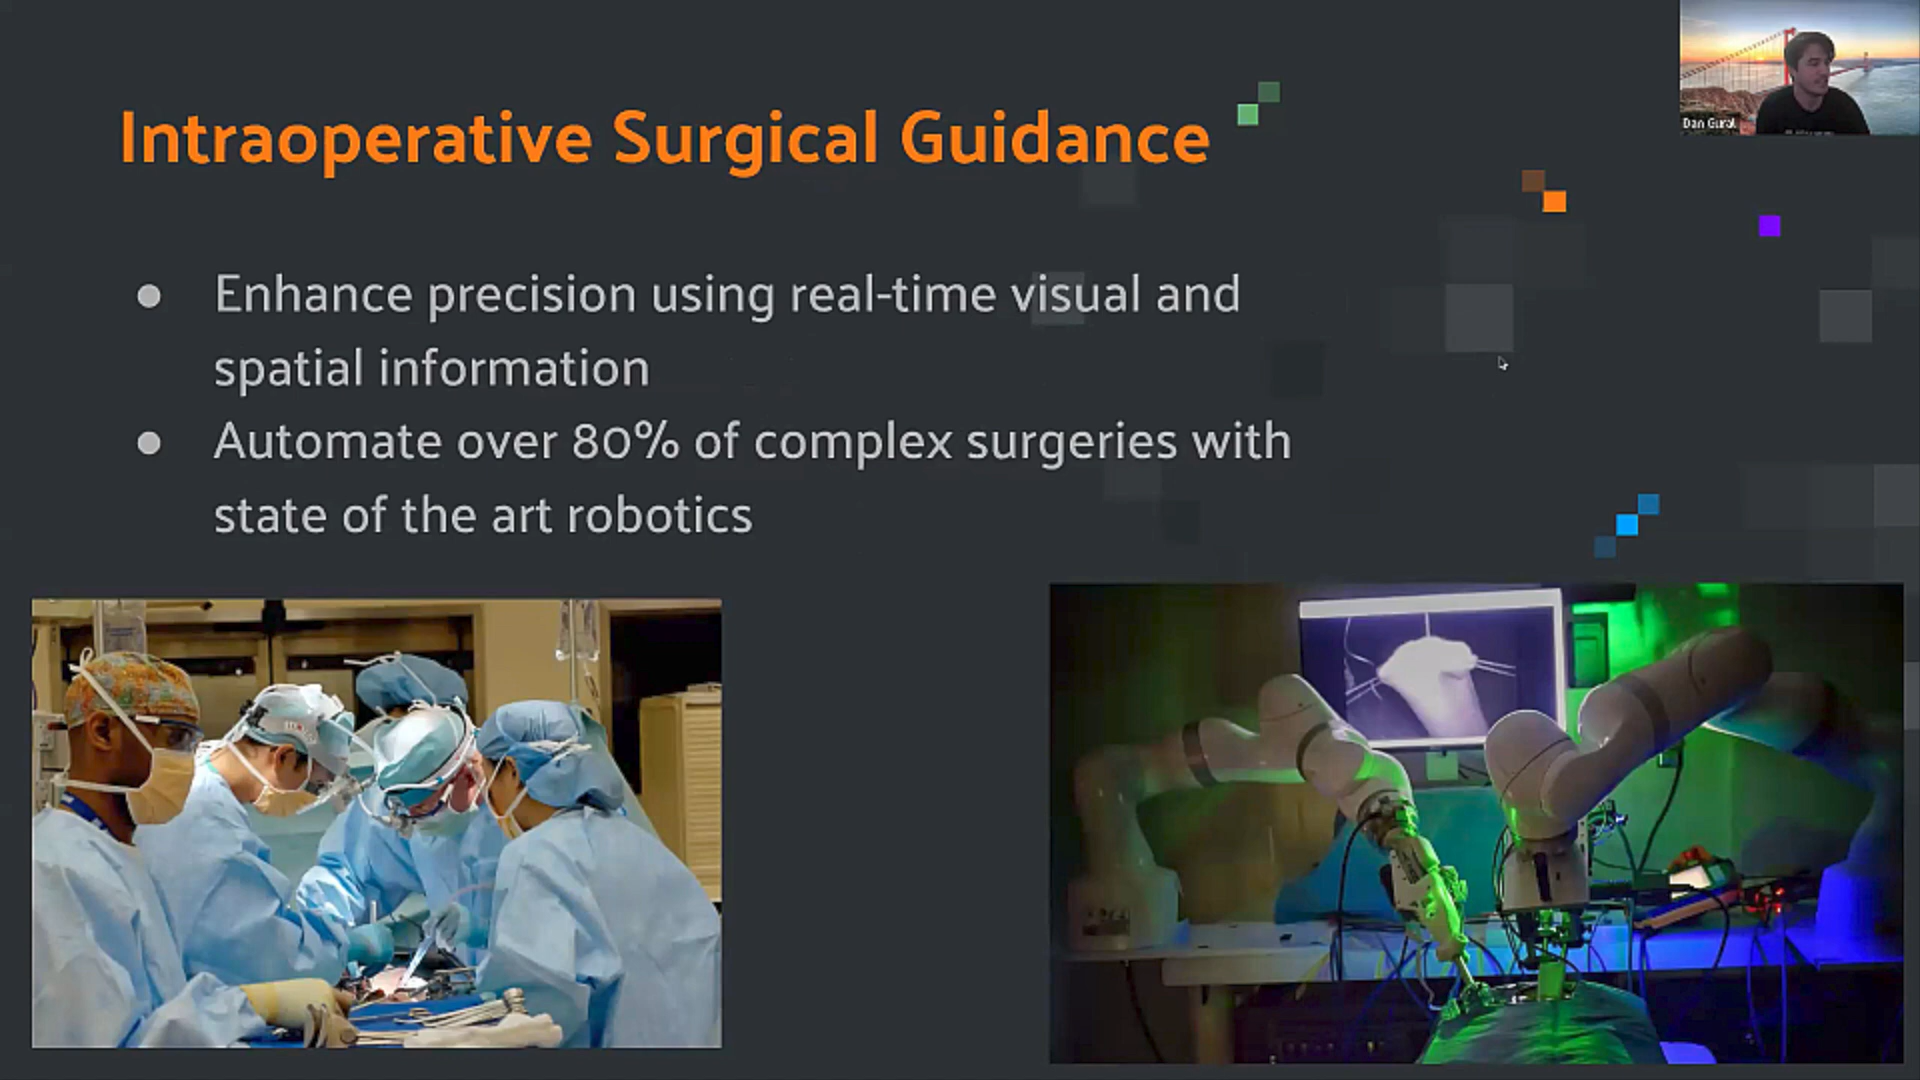 Dan Gural
Intraoperative Surgical Guidance
● Enhance precision using real-time visual and
spatial information
● Automate over 80% of complex surgeries with
state of the art robotics